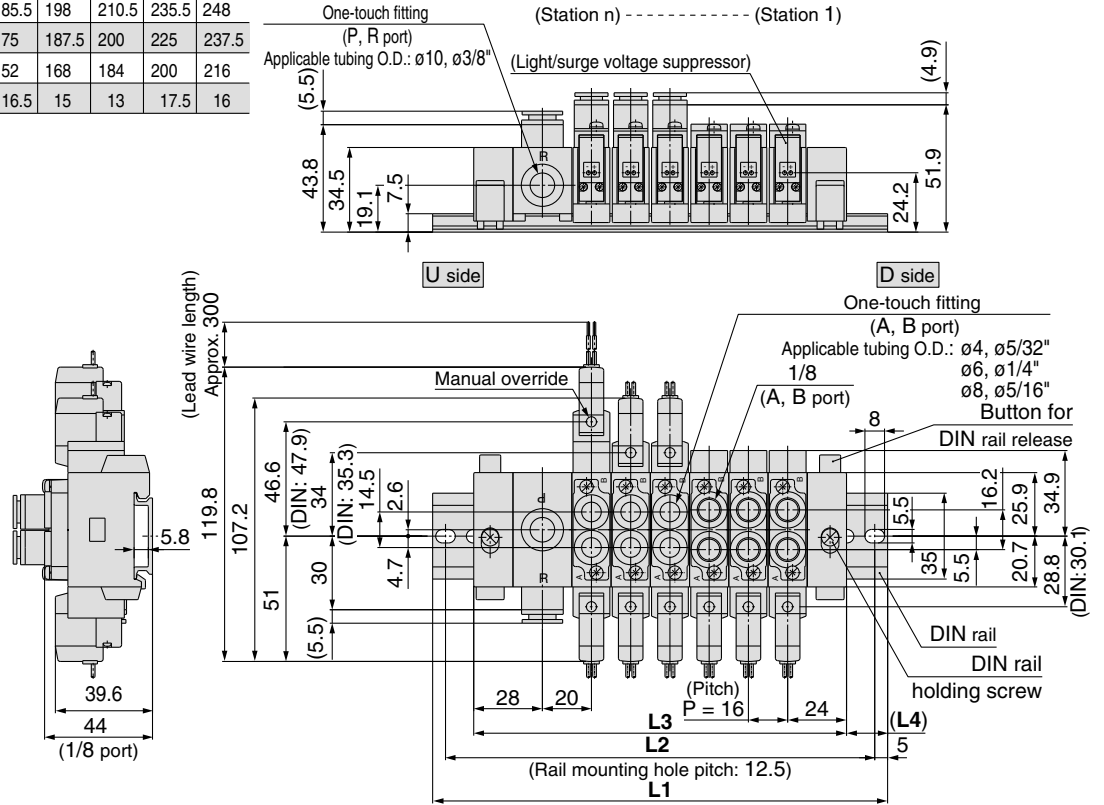 85.5 198 210.5 235.5 248
75 187.5 200 225 237.5
52 168 184 200 216
16.5 15 13 17.5 16
One-touch fitting
(P, R port)
Applicable tubing O.D.: ø10, ø3/8"
(Station n) (Station 1)
(Light/surge voltage suppressor)
(5.5)
43.8
34.5
19.1
7.5
R
(4.9)
51.9
24.2
U side
D side
One-touch fitting
(A, B port)
Applicable tubing O.D.: ø4, ø5/32"
ø6, ø1/4"
ø8, ø5/16"
1/8
(A, B port)
Button for
DIN rail release
8
(Lead wire length)
Approx. 300
Manual override
119.8
107.2
46.6
(DIN: 47.9)
34
(DIN: 35.3)
14.5
2.6
4.7
30
51
(5.5)
P
R
B B B B B B
A A A A A A
5.5
35
16.2
5.5
25.9
20.7
34.9
28.8
(DIN:30.1)
5.8
39.6
44
(1/8 port)
DIN rail
DIN rail
holding screw
28 20
(Pitch)
P = 16
24
L3
(L4)
L2
5
(Rail mounting hole pitch: 12.5)
L1